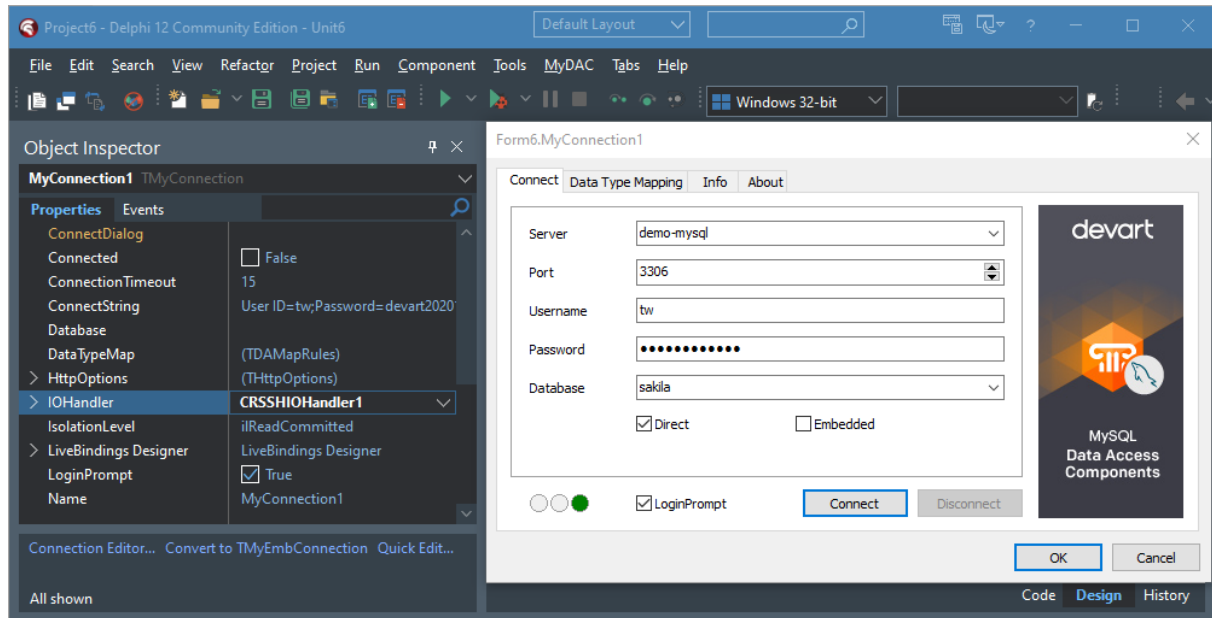 Project6 - Delphi 12 Community Edition - Unit6
Default Layout
?
File Edit Search View Refactor Project Run Component Tools MyDAC Tabs Help
Windows 32-bit
Object Inspector
MyConnection1 TMyConnection
Properties Events
ConnectDialog
Connected False
ConnectionTimeout 15
ConnectString User ID=tw;Password=devart2020
Database
DataTypeMap (TDAMapRules)
HttpOptions (THttpOptions)
IOHandler CRSSHIOHandler1
IsolationLevel ilReadCommitted
LiveBindings Designer LiveBindings Designer
LoginPrompt True
Name MyConnection1
Connection Editor... Convert to TMyEmbConnection Quick Edit...
All shown
Form6.MyConnection1
Connect Data Type Mapping Info About
Server demo-mysql
Port 3306
Username tw
Password ●●●●●●●●●●●●
Database sakila
Direct Embedded
LoginPrompt Connect Disconnect
devart
MySQL
Data Access
Components
OK Cancel
Code Design History